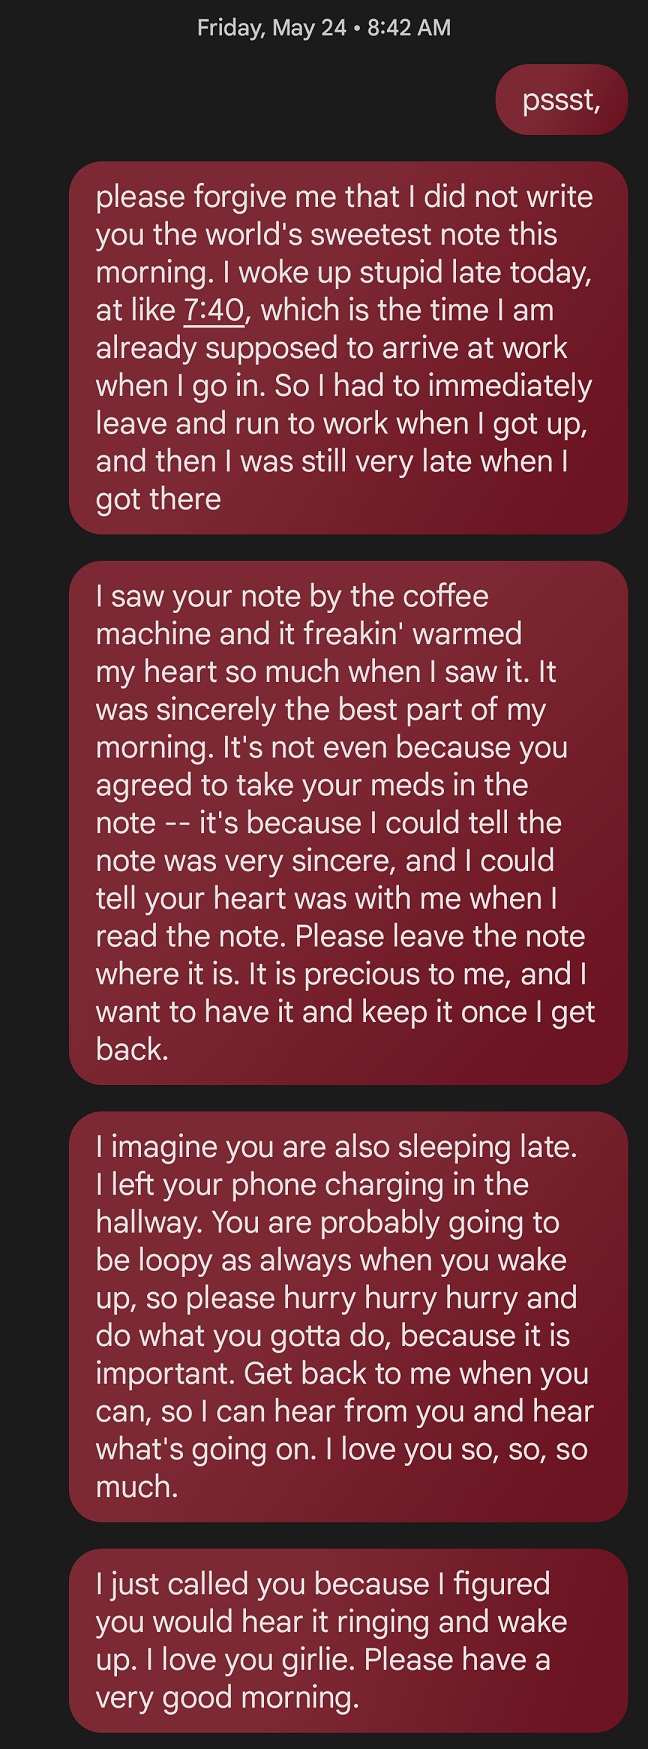 Friday, May 24 • 8:42 AM
pssst,
please forgive me that I did not write
you the world's sweetest note this
morning. I woke up stupid late today,
at like 7:40, which is the time I am
already supposed to arrive at work
when I go in. So I had to immediately
leave and run to work when I got up,
and then I was still very late when I
got there
I saw your note by the coffee
machine and it freakin' warmed
my heart so much when I saw it. It
was sincerely the best part of my
morning. It's not even because you
agreed to take your meds in the
note -- it's because I could tell the
note was very sincere, and I could
tell your heart was with me when I
read the note. Please leave the note
where it is. It is precious to me, and I
want to have it and keep it once I get
back.
I imagine you are also sleeping late.
I left your phone charging in the
hallway. You are probably going to
be loopy as always when you wake
up, so please hurry hurry hurry and
do what you gotta do, because it is
important. Get back to me when you
can, so I can hear from you and hear
what's going on. I love you so, so, so
much.
I just called you because I figured
you would hear it ringing and wake
up. I love you girlie. Please have a
very good morning.